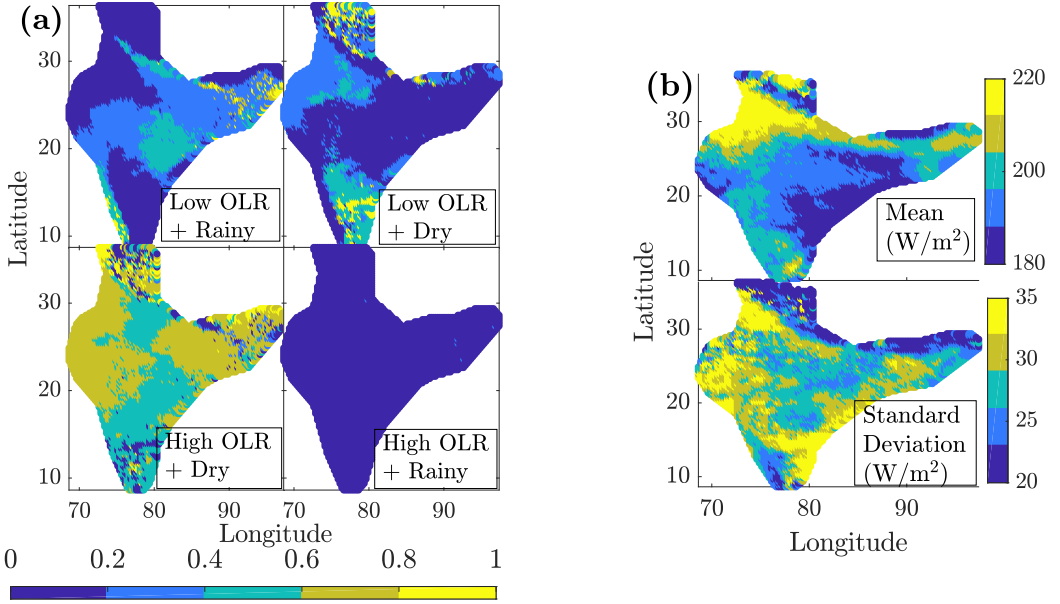 (a)
30
20
10
Latitude
Low OLR
+ Rainy
Low OLR
+ Dry
30
20
10
High OLR
+ Dry
High OLR
+ Rainy
70 80 90 70 80 90
Longitude
0 0.2 0.4 0.6 0.8 1
(b)
30
20
10
Latitude
Mean
(W/m²)
220
200
180
30
20
10
Standard
Deviation
(W/m²)
35
30
25
20
70 80 90
Longitude